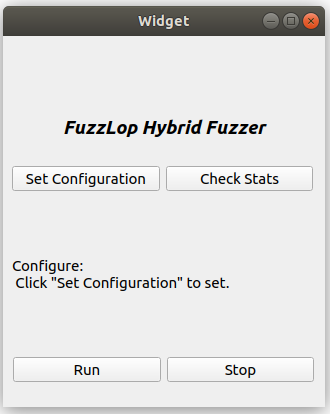 Widget
FuzzLop Hybrid Fuzzer
Set Configuration Check Stats
Configure:
Click "Set Configuration" to set.
Run Stop